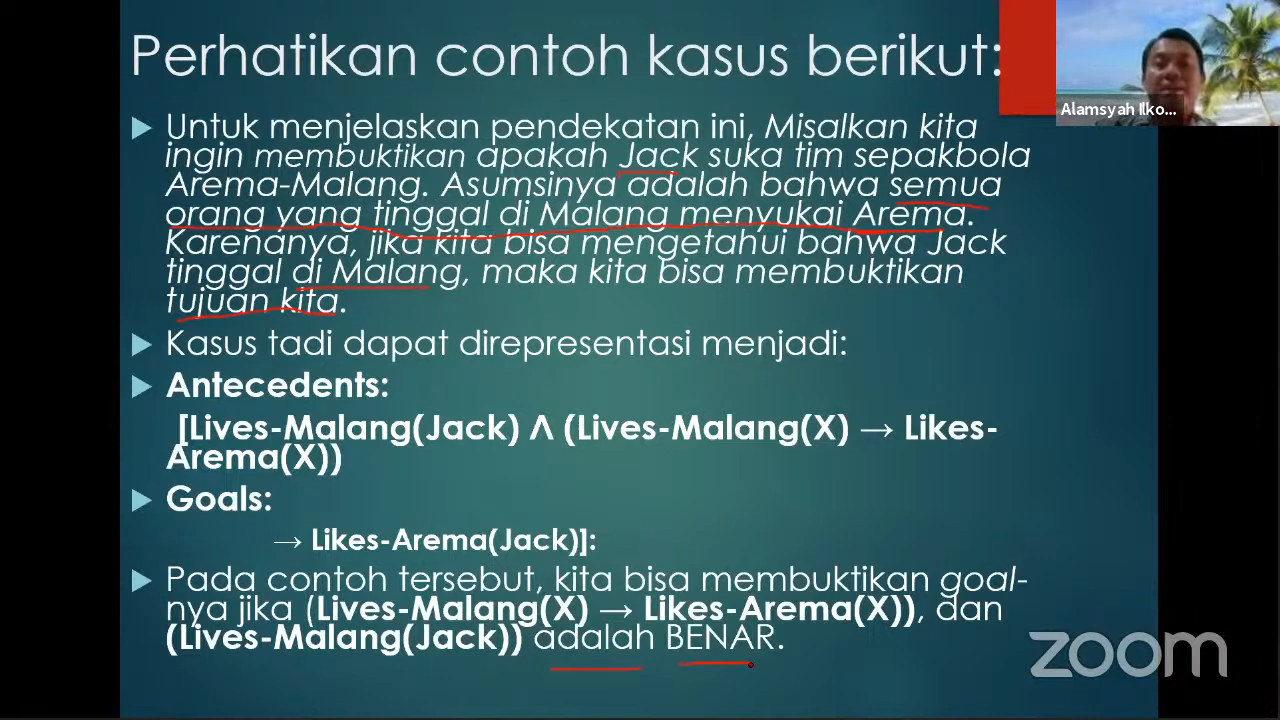 Perhatikan contoh kasus berikut:
Alamsyah Ilko...
Untuk menjelaskan pendekatan ini, Misalkan kita
ingin membuktikan apakah Jack suka tim sepakbola
Arema-Malang. Asumsinya adalah bahwa semua
orang yang tinggal di Malang menyukai Arema.
Karenanya, jika kita bisa mengetahui bahwa Jack
tinggal di Malang, maka kita bisa membuktikan
tujuan kita.
Kasus tadi dapat direpresentasi menjadi:
Antecedents:
[Lives-Malang(Jack) Λ (Lives-Malang(X) → Likes-
Arema(X))
Goals:
→ Likes-Arema(Jack)]:
Pada contoh tersebut, kita bisa membuktikan goal-
nya jika (Lives-Malang(X) → Likes-Arema(X)), dan
(Lives-Malang(Jack)) adalah BENAR.
zoom